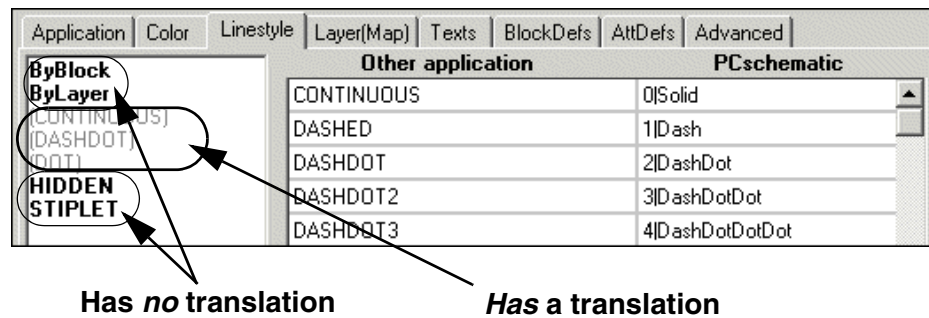 Application Color Linestyle Layer(Map) Texts BlockDefs AttDefs Advanced
Other application PCschematic
ByBlock
ByLayer
(CONTINUOUS)
(DASHDOT)
(DOT)
HIDDEN
STIPLET
CONTINUOUS 0|Solid
DASHED 1|Dash
DASHDOT 2|DashDot
DASHDOT2 3|DashDotDot
DASHDOT3 4|DashDotDotDot
Has no translation
Has a translation